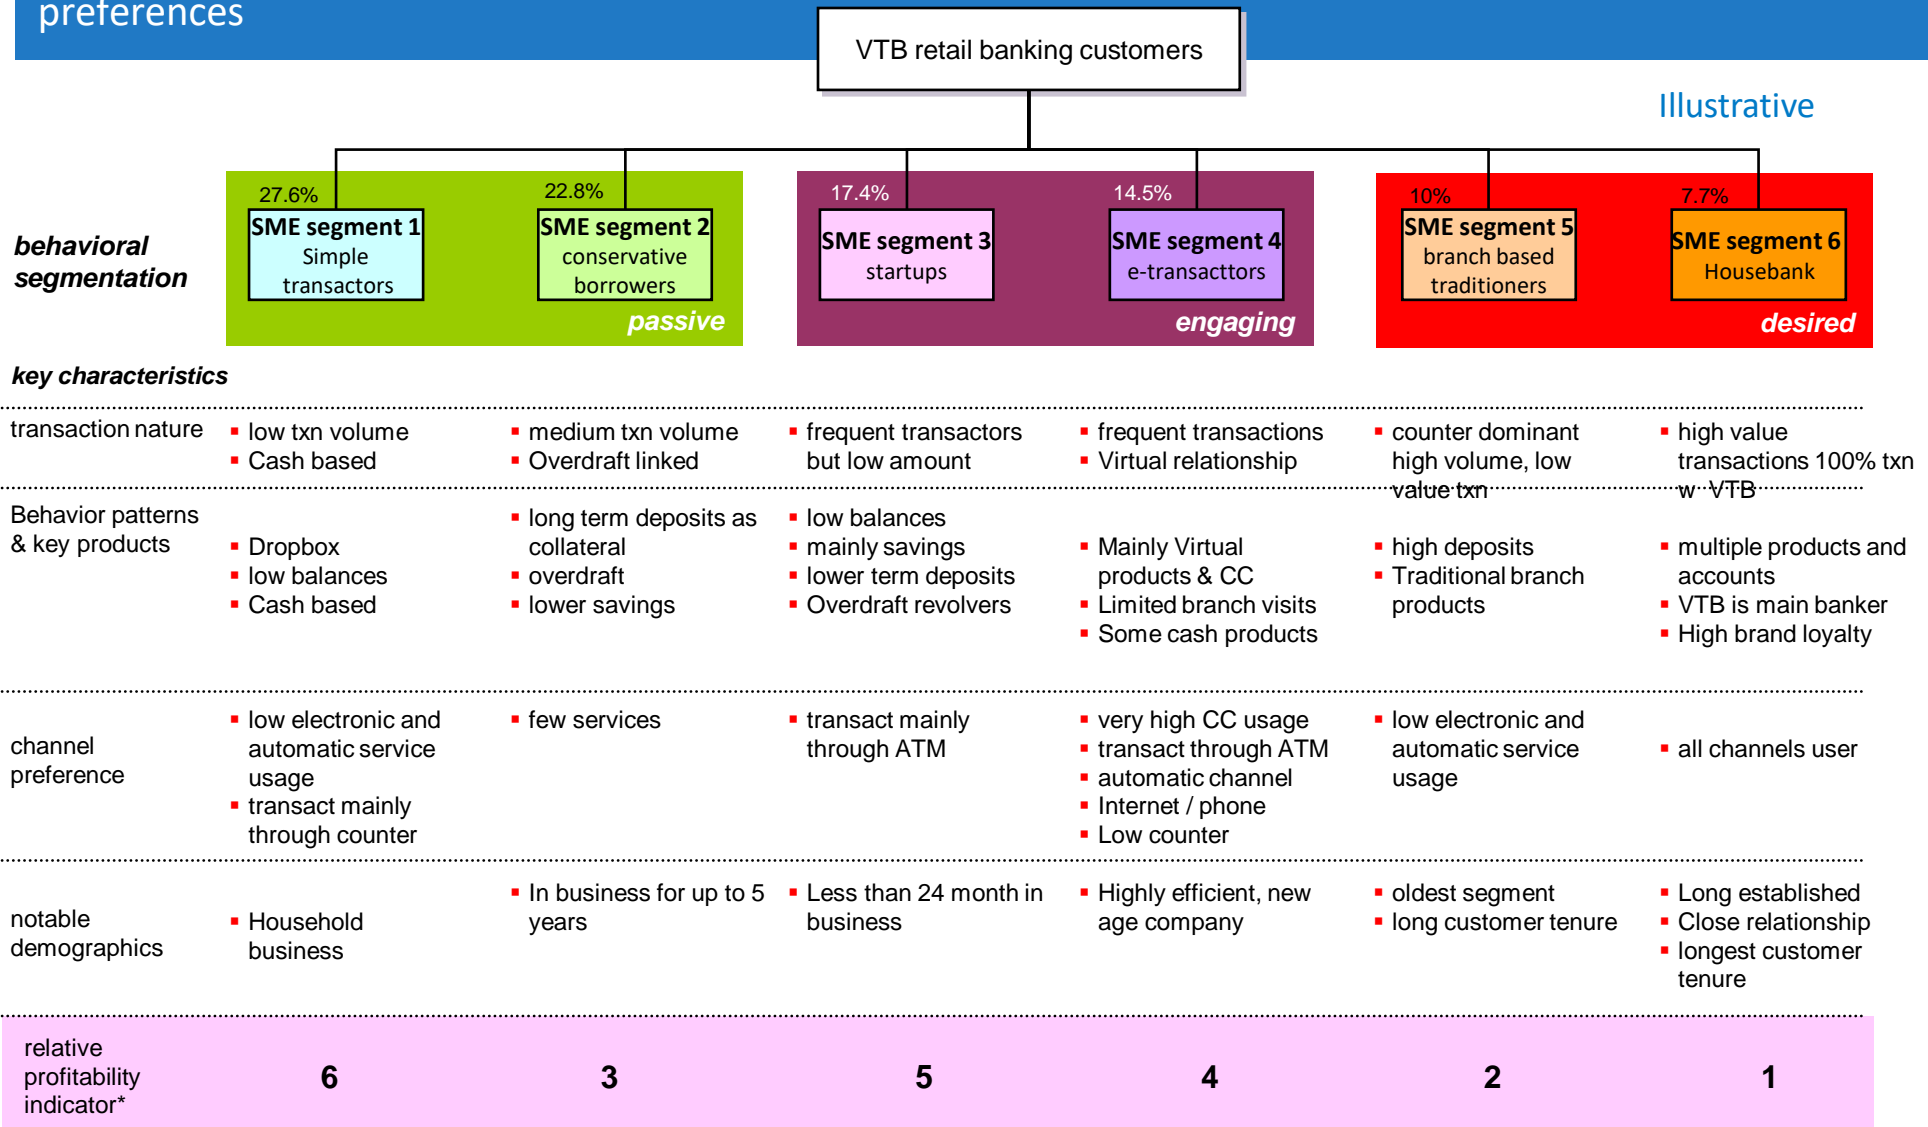 preferences
VTB retail banking customers
Illustrative
27.6%
22.8%
17.4%
14.5%
10%
7.7%
behavioral
segmentation
SME segment 1
Simple
transactors
SME segment 2
conservative
borrowers
passive
SME segment 3
startups
SME segment 4
e-transacttors
engaging
SME segment 5
branch based
traditioners
SME segment 6
Housebank
desired
key characteristics
transaction nature
low txn volume
Cash based
medium txn volume
Overdraft linked
frequent transactors
but low amount
frequent transactions
Virtual relationship
counter dominant
high volume, low
value txn
high value
transactions 100% txn
w VTB
Behavior patterns
& key products
Dropbox
low balances
Cash based
long term deposits as
collateral
overdraft
lower savings
low balances
mainly savings
lower term deposits
Overdraft revolvers
Mainly Virtual
products & CC
Limited branch visits
Some cash products
high deposits
Traditional branch
products
multiple products and
accounts
VTB is main banker
High brand loyalty
channel
preference
low electronic and
automatic service
usage
transact mainly
through counter
few services
transact mainly
through ATM
very high CC usage
transact through ATM
automatic channel
Internet / phone
Low counter
low electronic and
automatic service
usage
all channels user
notable
demographics
Household
business
In business for up to 5
years
Less than 24 month in
business
Highly efficient, new
age company
oldest segment
long customer tenure
Long established
Close relationship
longest customer
tenure
relative
profitability
indicator*
6
3
5
4
2
1